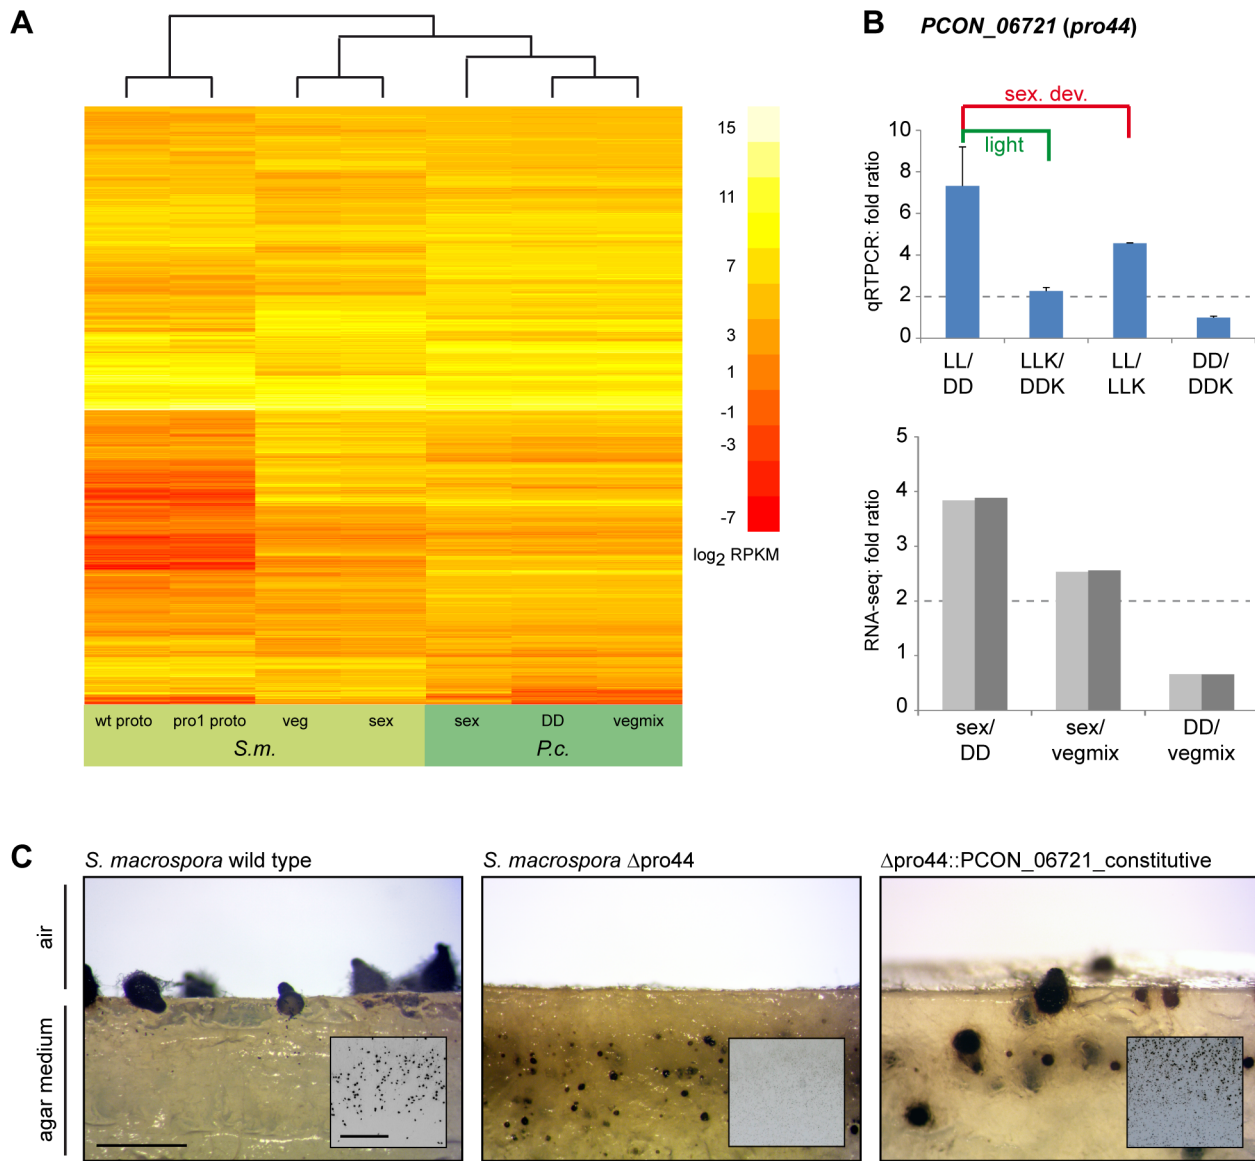 A
15
11
7
3
1
-1
-3
-7
log2 RPKM
wt proto pro1 proto veg sex sex DD vegmix
S.m. P.c.
B PCON_06721 (pro44)
sex. dev.
light
qRTPCR: fold ratio
10
8
6
4
2
0
LL/ LLK/ LL/ DD/
DD DDK LLK DDK
RNA-seq: fold ratio
5
4
3
2
1
0
sex/ sex/ DD/
DD vegmix vegmix
C
S. macrospora wild type
S. macrospora Δpro44
Δpro44::PCON_06721_constitutive
air
agar medium